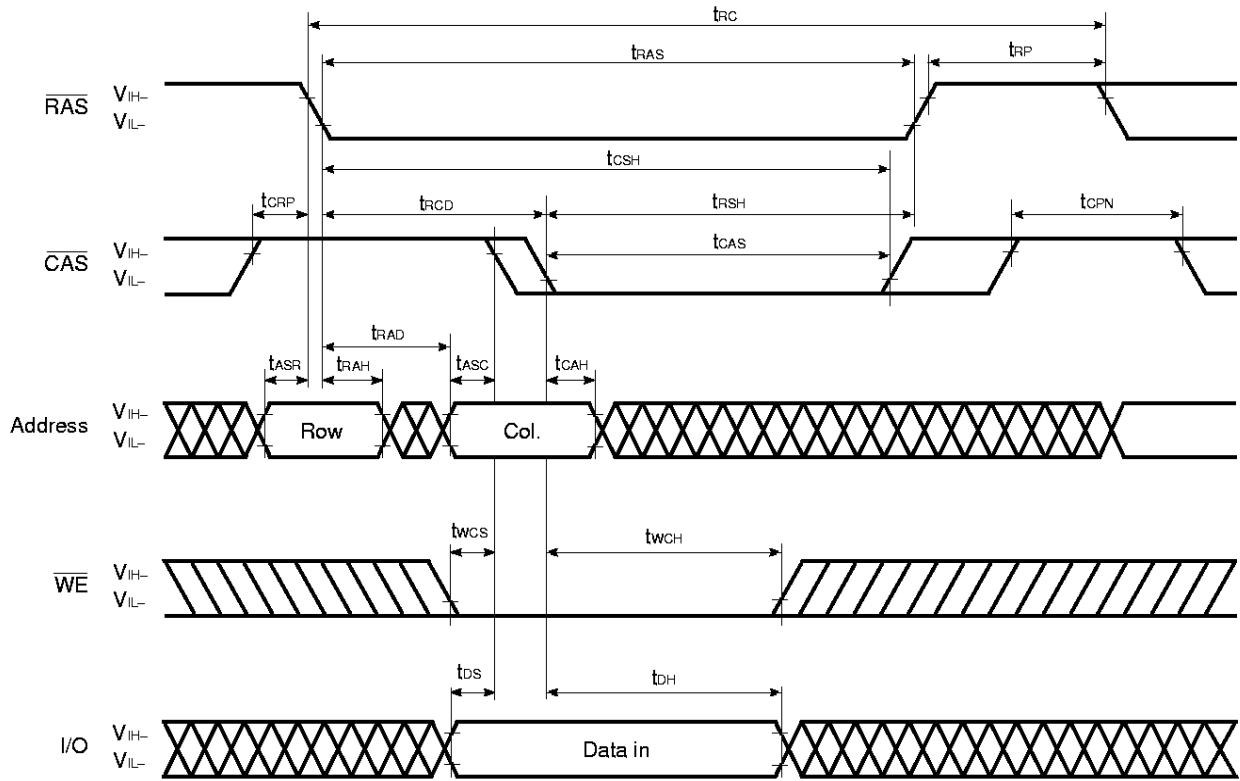 tRC
tRAS
tRP
RAS
VIH–
VIL–
tCSH
tCRP
tRCD
tRSH
tCPN
CAS
VIH–
VIL–
tCAS
tRAD
tASR
tRAH
tASC
tCAH
Address
VIH–
VIL–
Row
Col.
tWCS
tWCH
WE
VIH–
VIL–
tDS
tDH
I/O
VIH–
VIL–
Data in